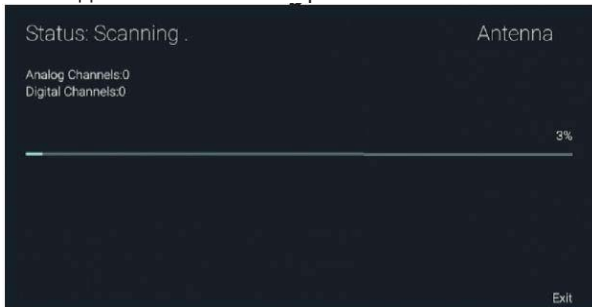 Status: Scanning .
Antenna
Analog Channels:0
Digital Channels:0
3%
Exit